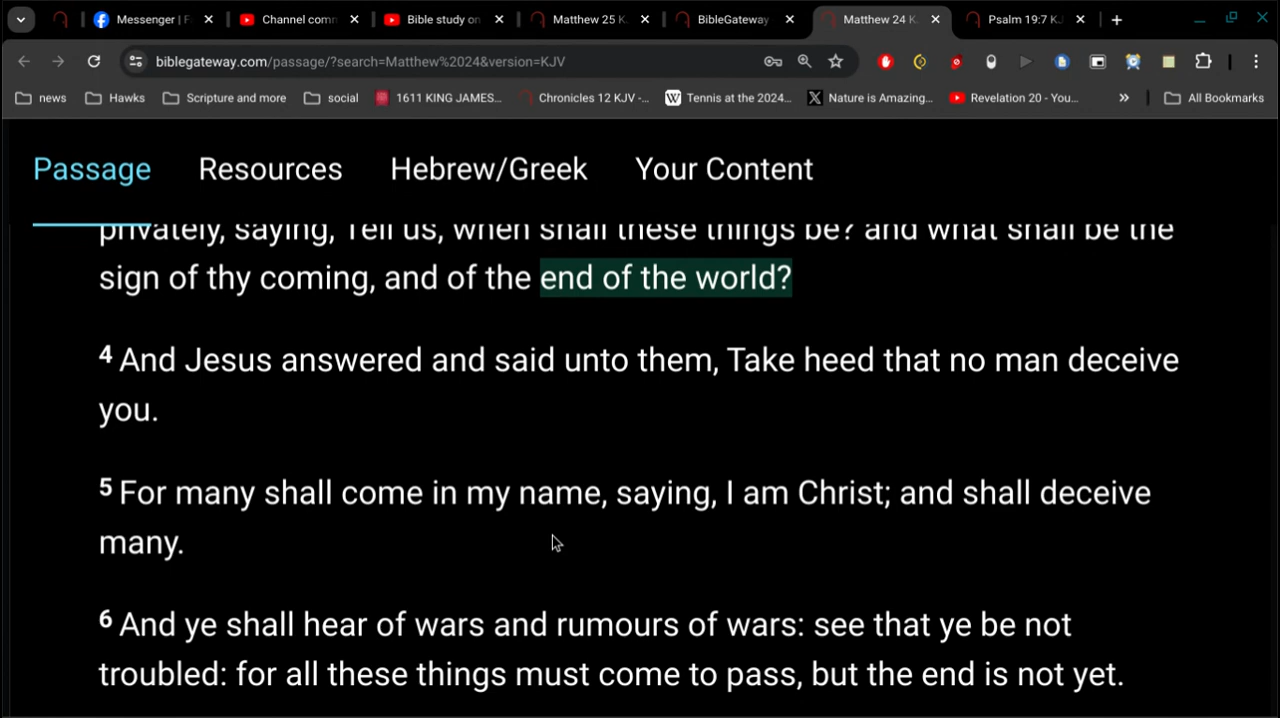 Messenger | F
Channel com
Bible study on
Matthew 25 K
BibleGateway
Matthew 24 K
Psalm 19:7 K
biblegateway.com/passage/?search=Matthew%2024&version=KJV
news
Hawks
Scripture and more
social
1611 KING JAMES...
Chronicles 12 KJV -...
W Tennis at the 2024...
X Nature is Amazing...
Revelation 20 - You...
»
All Bookmarks
Passage
Resources
Hebrew/Greek
Your Content
privately, saying, Tell us, when shall these things be? and what shall be the
sign of thy coming, and of the end of the world?
4 And Jesus answered and said unto them, Take heed that no man deceive
you.
5 For many shall come in my name, saying, I am Christ; and shall deceive
many.
6 And ye shall hear of wars and rumours of wars: see that ye be not
troubled: for all these things must come to pass, but the end is not yet.